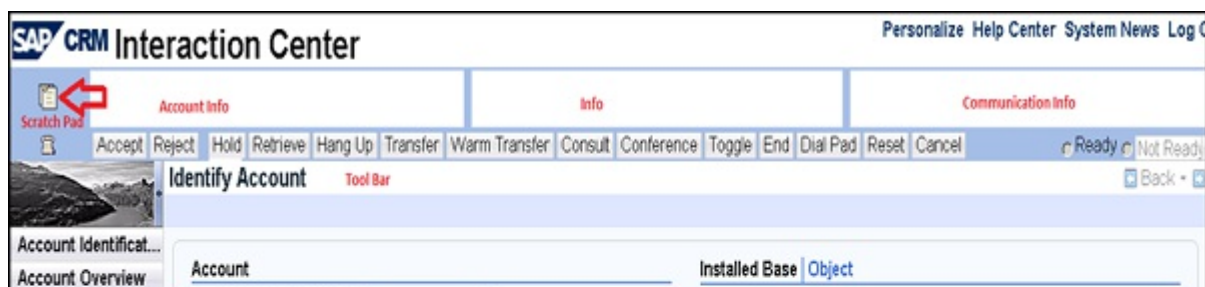 SAP CRM Interaction Center
Personalize Help Center System News Log
Scratch Pad
Account Info
Info
Communication Info
Accept Reject Hold Retrieve Hang Up Transfer Warm Transfer Consult Conference Toggle End Dial Pad Reset Cancel Ready Not Ready
Identify Account
Tool Bar
Back
Account Identificat...
Account Overview
Account
Installed Base Object